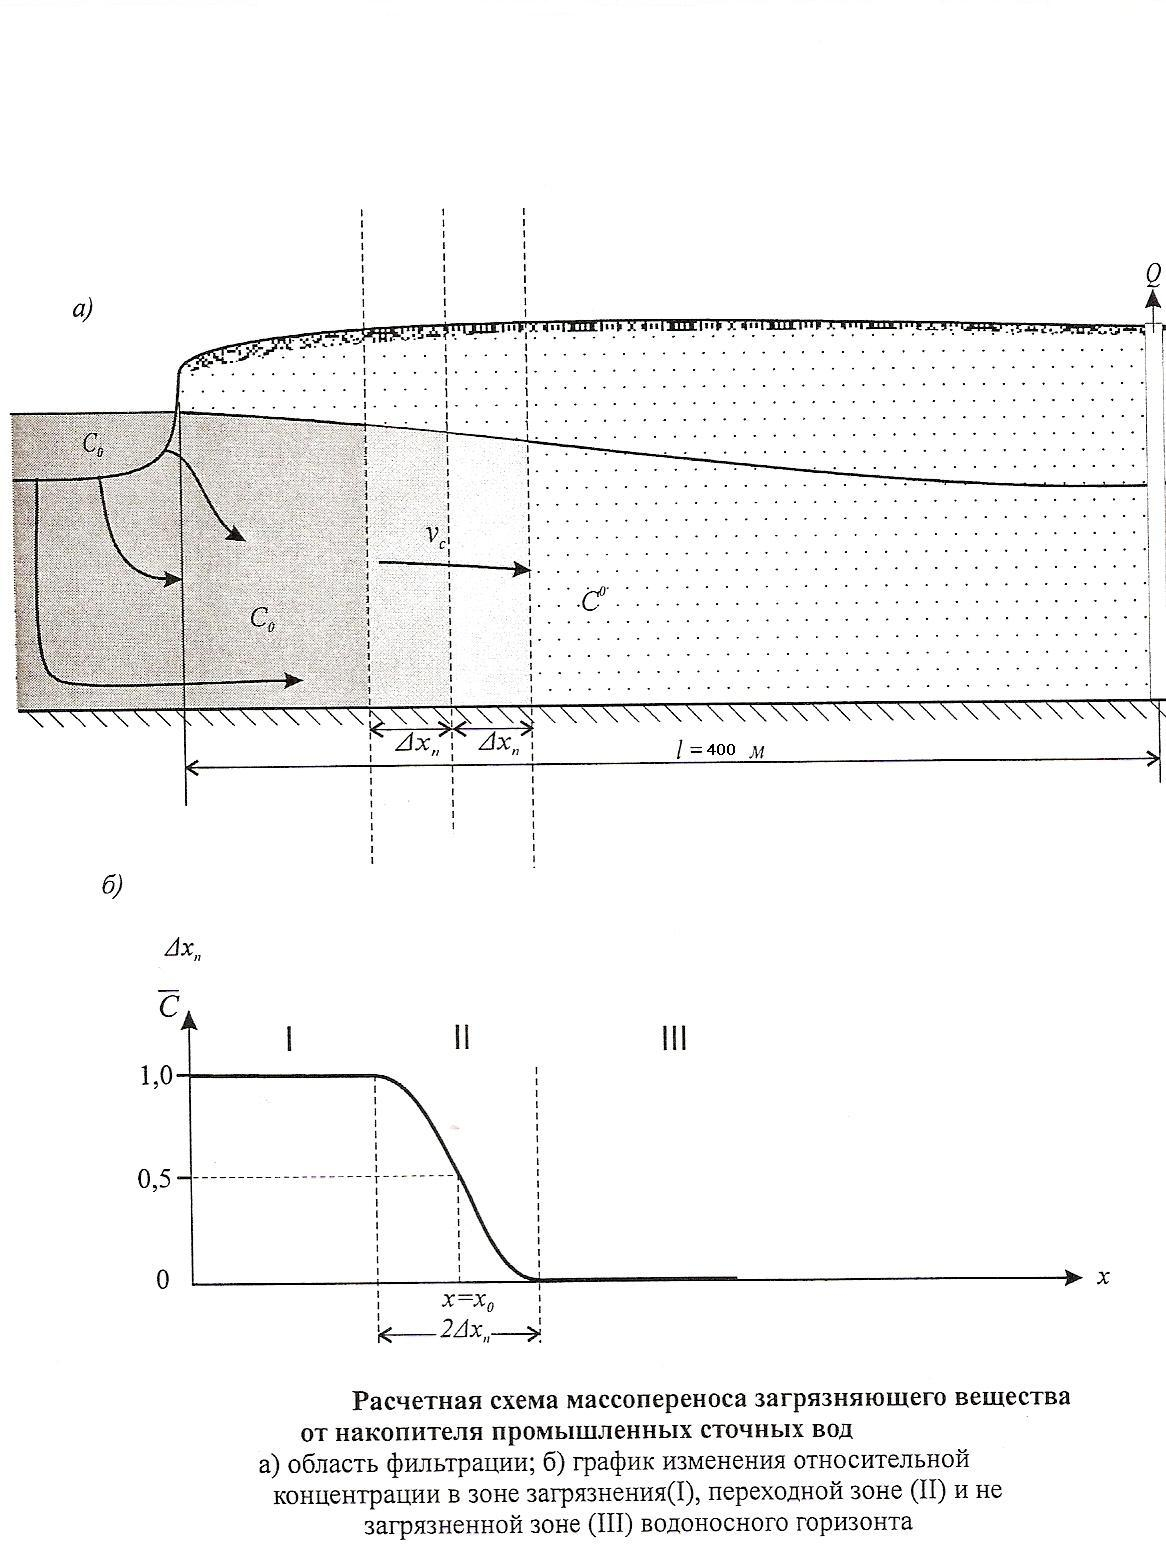 Q
а)
C₀
v_c
C⁰
C₀
Δxₙ Δxₙ
l = 400 м
б)
Δxₙ
C̅
I II III
1,0
0,5
0
x
x=x₀
2Δxₙ
Расчетная схема массопереноса загрязняющего вещества
от накопителя промышленных сточных вод
а) область фильтрации; б) график изменения относительной
концентрации в зоне загрязнения(I), переходной зоне (II) и не
загрязненной зоне (III) водоносного горизонта